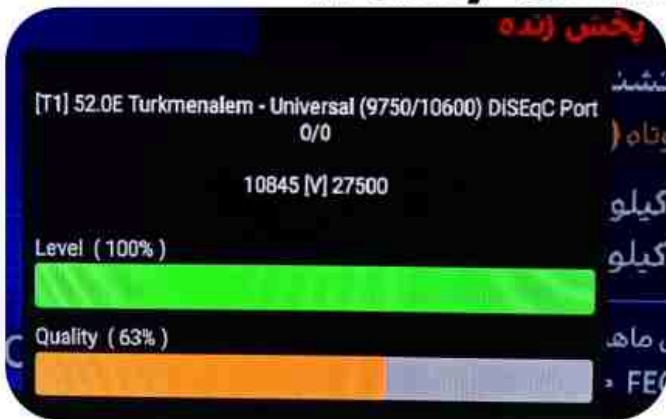 پخش زنده
[T1] 52.0E Turkmenalem - Universal (9750/10600) DISEqC Port
0/0
10845 [V] 27500
Level ( 100% )
کیلو
Quality ( 63% )
کیلو
FEC